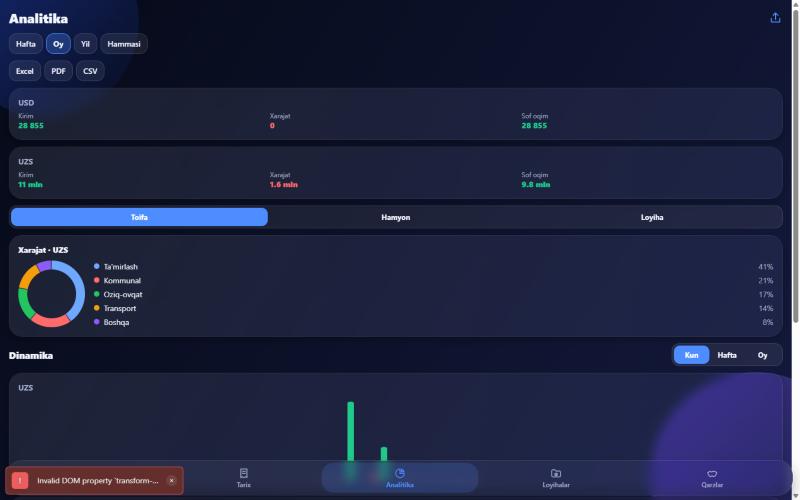 Analitika
Hafta Oy Yil Hammasi
Excel PDF CSV
USD
Kirim Xarajat Sof oqim
28 855 0 28 855
UZS
Kirim Xarajat Sof oqim
11 mln 1.6 mln 9.8 mln
Toifa Hamyon Loyiha
Xarajat · UZS
Ta'mirlash 41%
Kommunal 21%
Oziq-ovqat 17%
Transport 14%
Boshqa 8%
Dinamika Kun Hafta Oy
UZS
! Invalid DOM property `transform-... ×
Tarix Analitika Loyihalar Qarzlar